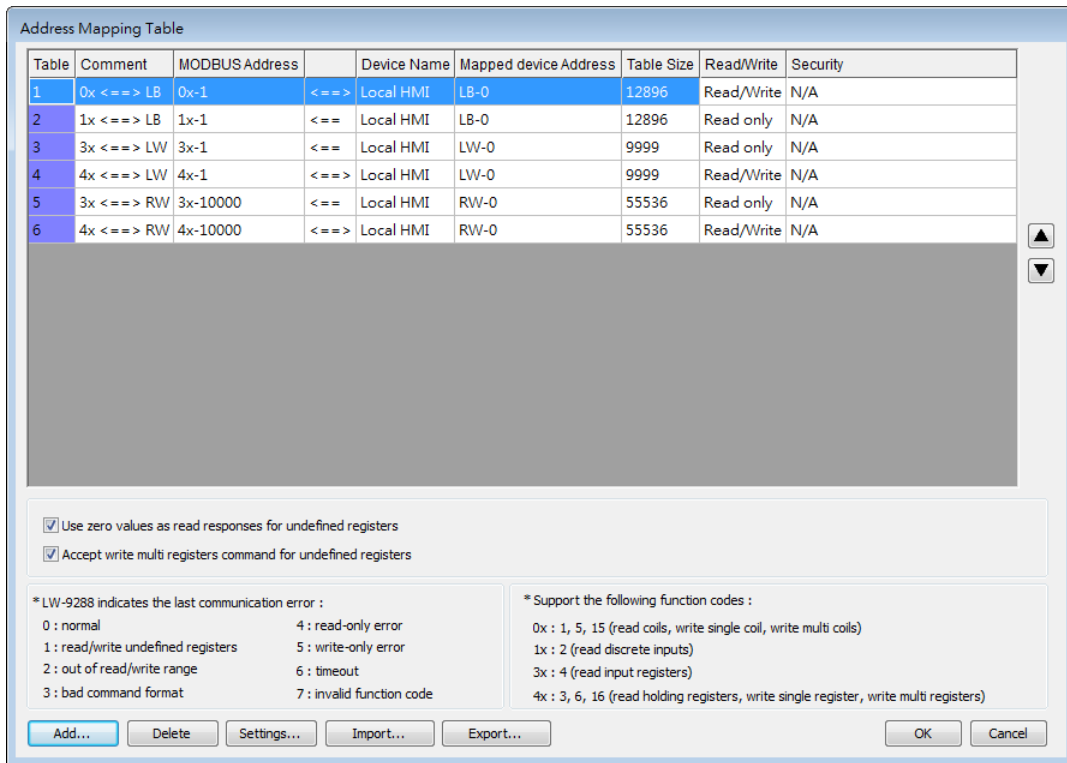 Address Mapping Table
Table Comment MODBUS Address Device Name Mapped device Address Table Size Read/Write Security
1 0x <==> LB 0x-1 <==> Local HMI LB-0 12896 Read/Write N/A
2 1x <==> LB 1x-1 <== Local HMI LB-0 12896 Read only N/A
3 3x <==> LW 3x-1 <== Local HMI LW-0 9999 Read only N/A
4 4x <==> LW 4x-1 <==> Local HMI LW-0 9999 Read/Write N/A
5 3x <==> RW 3x-10000 <== Local HMI RW-0 55536 Read only N/A
6 4x <==> RW 4x-10000 <==> Local HMI RW-0 55536 Read/Write N/A
Use zero values as read responses for undefined registers
Accept write multi registers command for undefined registers
* LW-9288 indicates the last communication error :
0 : normal
1 : read/write undefined registers
2 : out of read/write range
3 : bad command format
4 : read-only error
5 : write-only error
6 : timeout
7 : invalid function code
* Support the following function codes :
0x : 1, 5, 15 (read coils, write single coil, write multi coils)
1x : 2 (read discrete inputs)
3x : 4 (read input registers)
4x : 3, 6, 16 (read holding registers, write single register, write multi registers)
Add... Delete Settings... Import... Export... OK Cancel